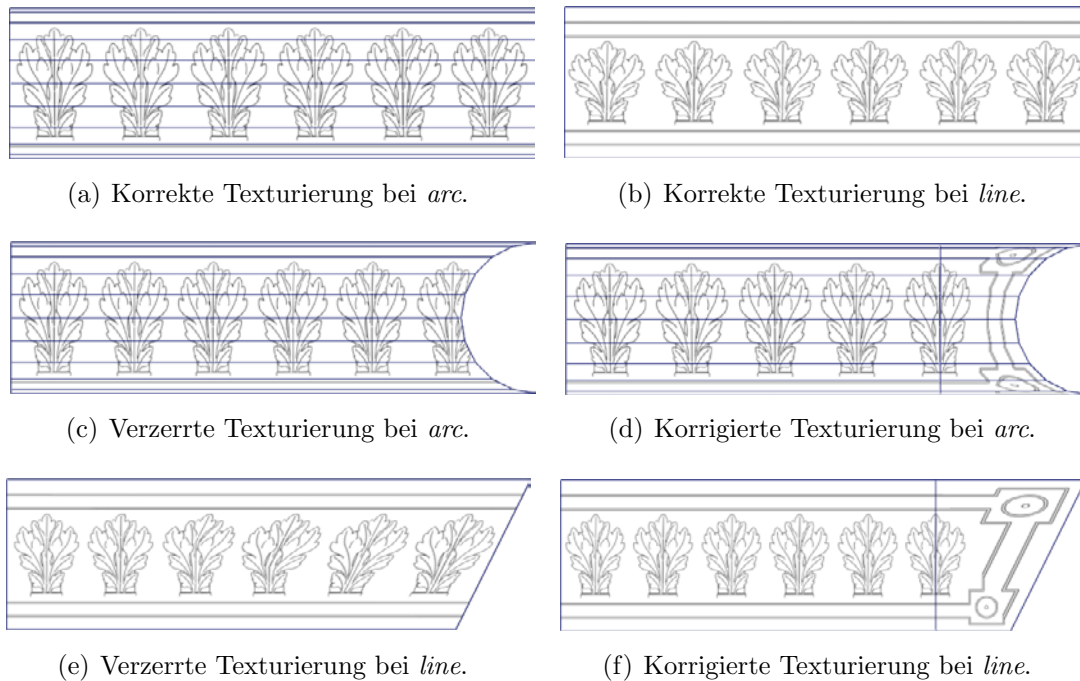 (a) Korrekte Texturierung bei arc.
(b) Korrekte Texturierung bei line.
(c) Verzerrte Texturierung bei arc.
(d) Korrigierte Texturierung bei arc.
(e) Verzerrte Texturierung bei line.
(f) Korrigierte Texturierung bei line.